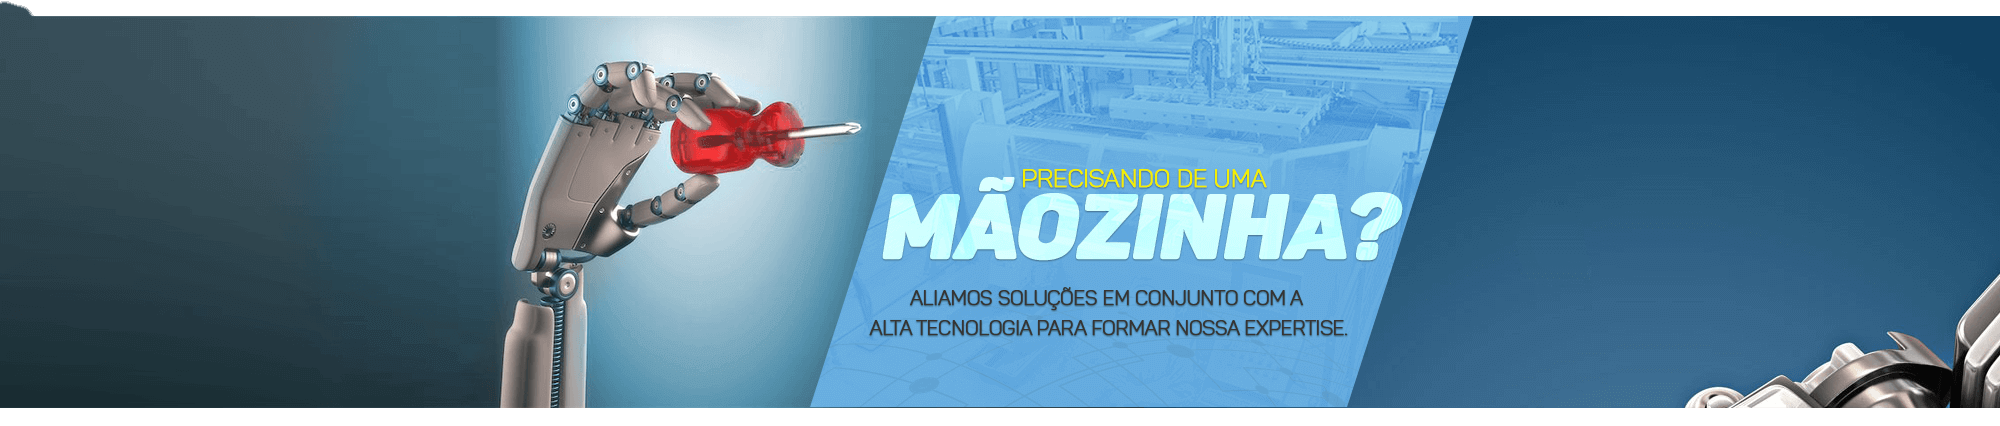 PRECISANDO DE UMA
MÃOZINHA?
ALIAMOS SOLUÇÕES EM CONJUNTO COM A
ALTA TECNOLOGIA PARA FORMAR NOSSA EXPERTISE.